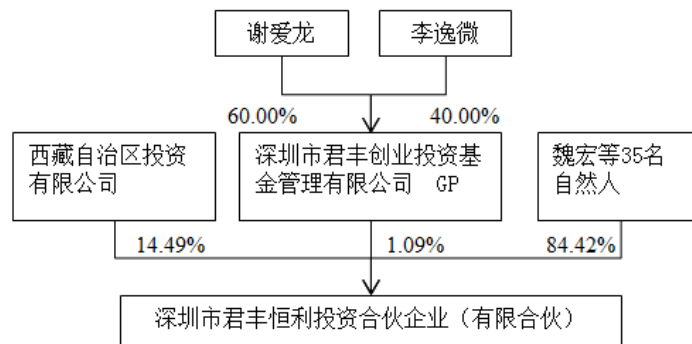 谢爱龙
李逸微
60.00%
40.00%
西藏自治区投资
有限公司
深圳市君丰创业投资基
金管理有限公司 GP
魏宏等35名
自然人
14.49%
1.09%
84.42%
深圳市君丰恒利投资合伙企业（有限合伙）